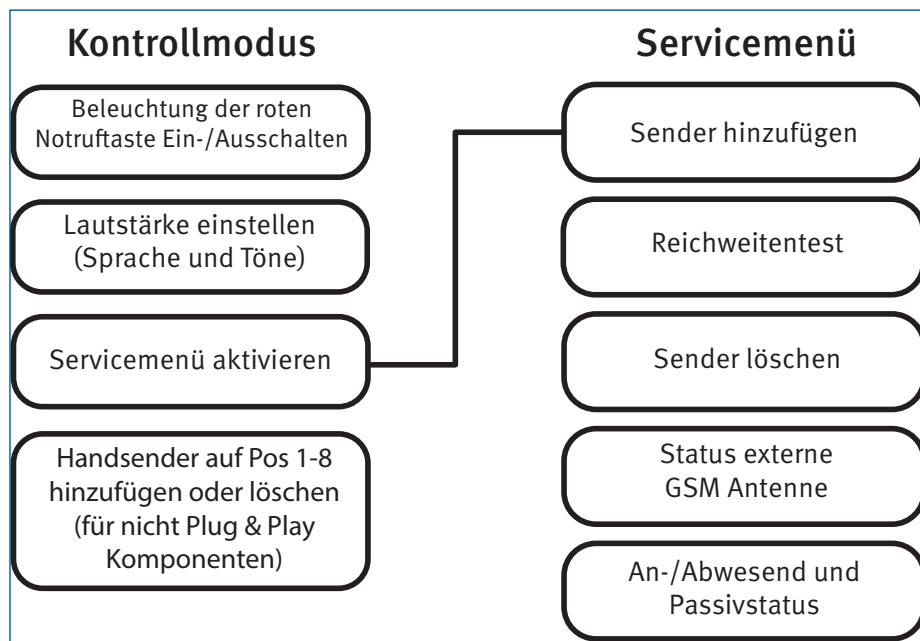 Kontrollmodus
Beleuchtung der roten
Notruftaste Ein-/Ausschalten
Lautstärke einstellen
(Sprache und Töne)
Servicemenü aktivieren
Handsender auf Pos 1-8
hinzufügen oder löschen
(für nicht Plug & Play
Komponenten)
Servicemenü
Sender hinzufügen
Reichweitentest
Sender löschen
Status externe
GSM Antenne
An-/Abwesend und
Passivstatus